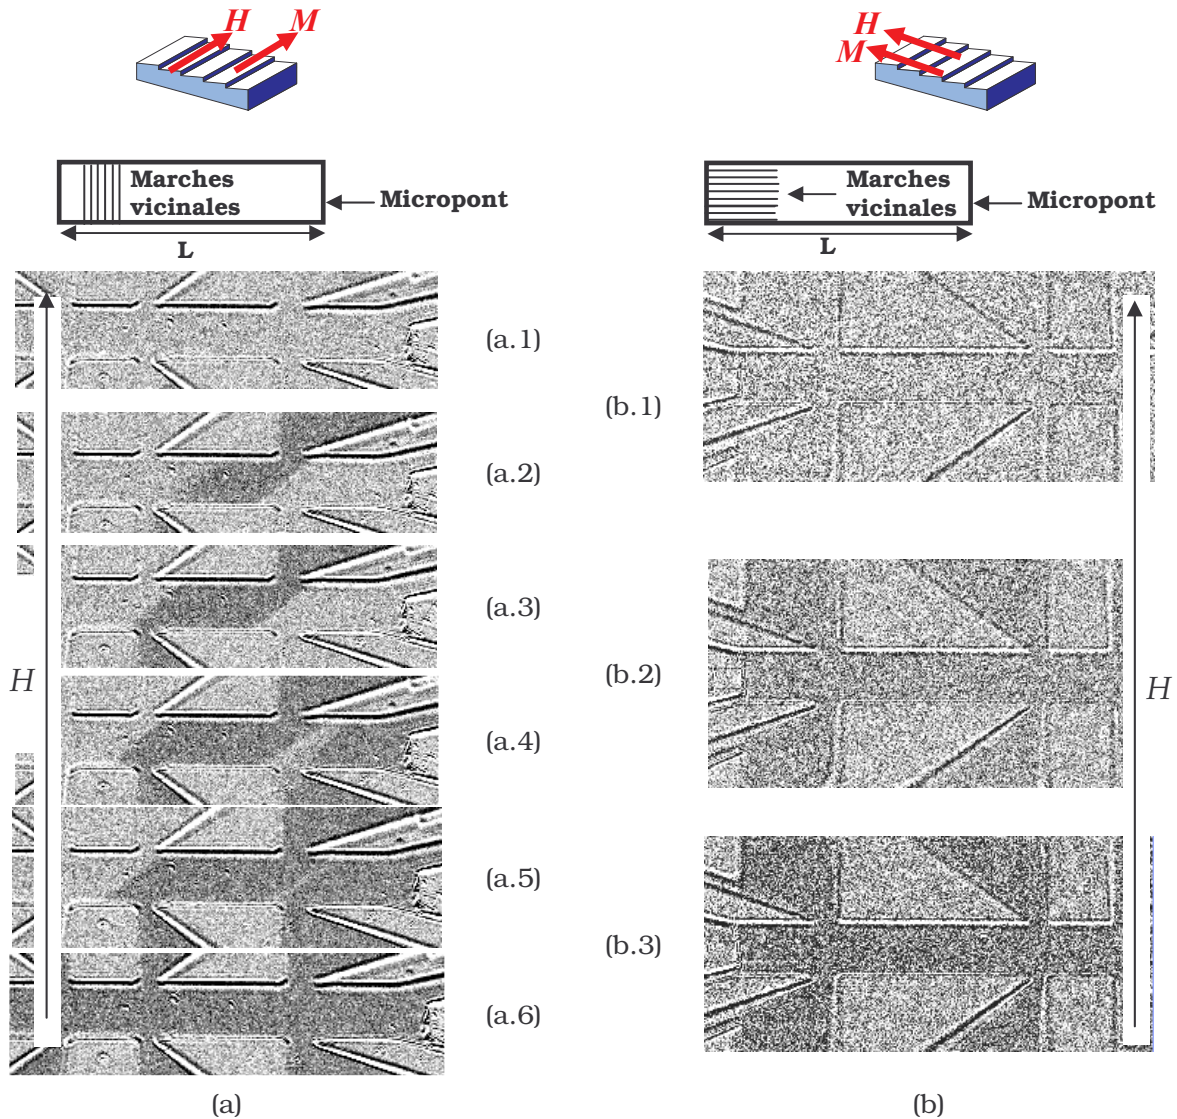 H M
H
M
Marches
vicinales
Micropont
L
Marches
vicinales
Micropont
L
(a.1)
(a.2)
(a.3)
(a.4)
(a.5)
(a.6)
H
(b.1)
(b.2)
(b.3)
H
(a)
(b)